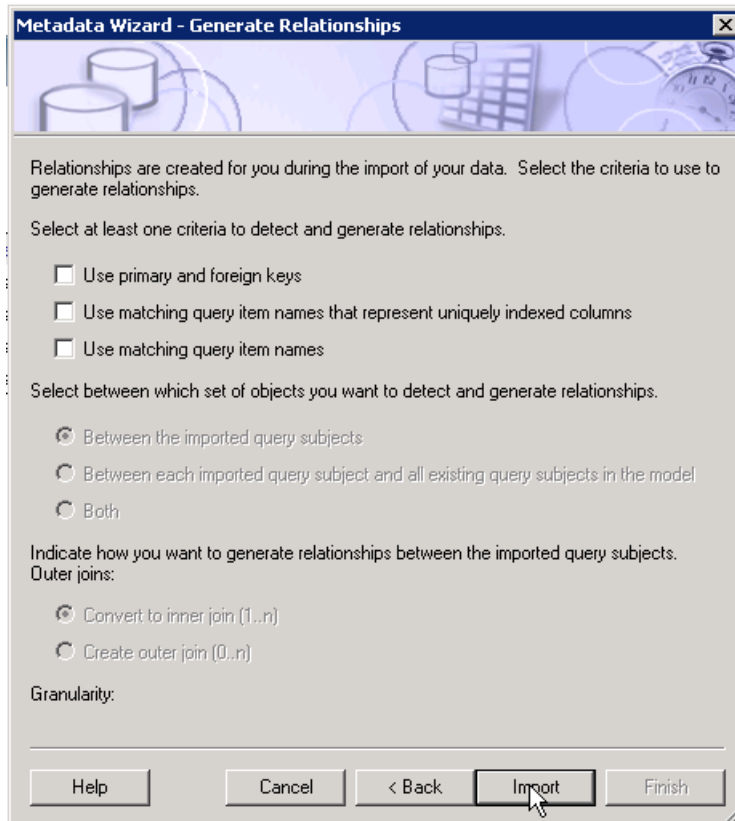 Metadata Wizard - Generate Relationships
Relationships are created for you during the import of your data.  Select the criteria to use to
generate relationships.
Select at least one criteria to detect and generate relationships.
Use primary and foreign keys
Use matching query item names that represent uniquely indexed columns
Use matching query item names
Select between which set of objects you want to detect and generate relationships.
Between the imported query subjects
Between each imported query subject and all existing query subjects in the model
Both
Indicate how you want to generate relationships between the imported query subjects.
Outer joins:
Convert to inner join (1..n)
Create outer join (0..n)
Granularity:
Help Cancel < Back Import Finish